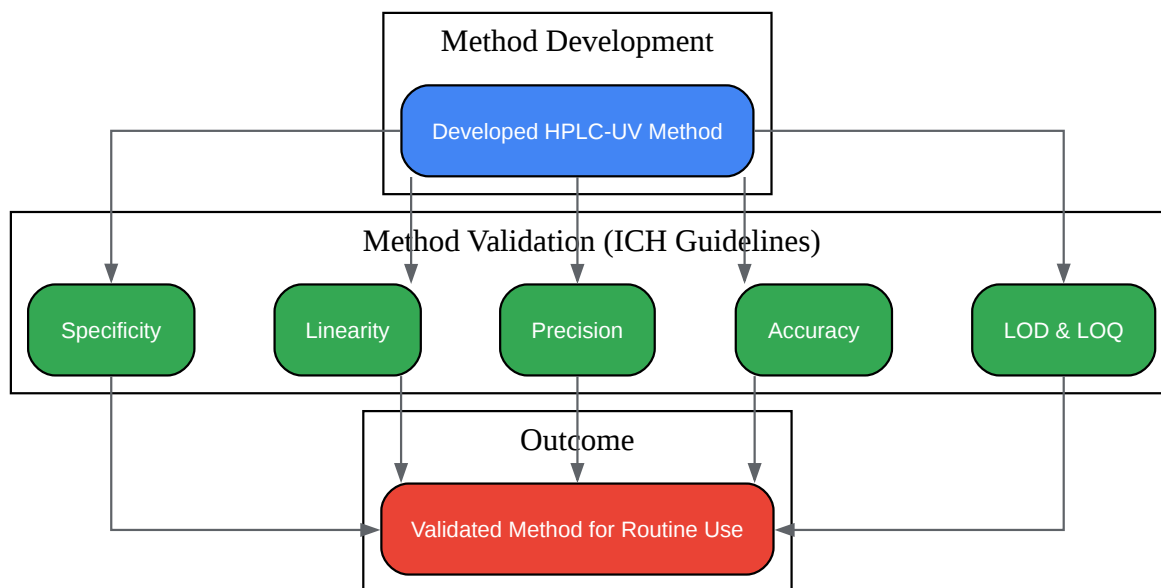 Method Development
Developed HPLC-UV Method
Method Validation (ICH Guidelines)
Specificity
Linearity
Precision
Accuracy
LOD & LOQ
Outcome
Validated Method for Routine Use